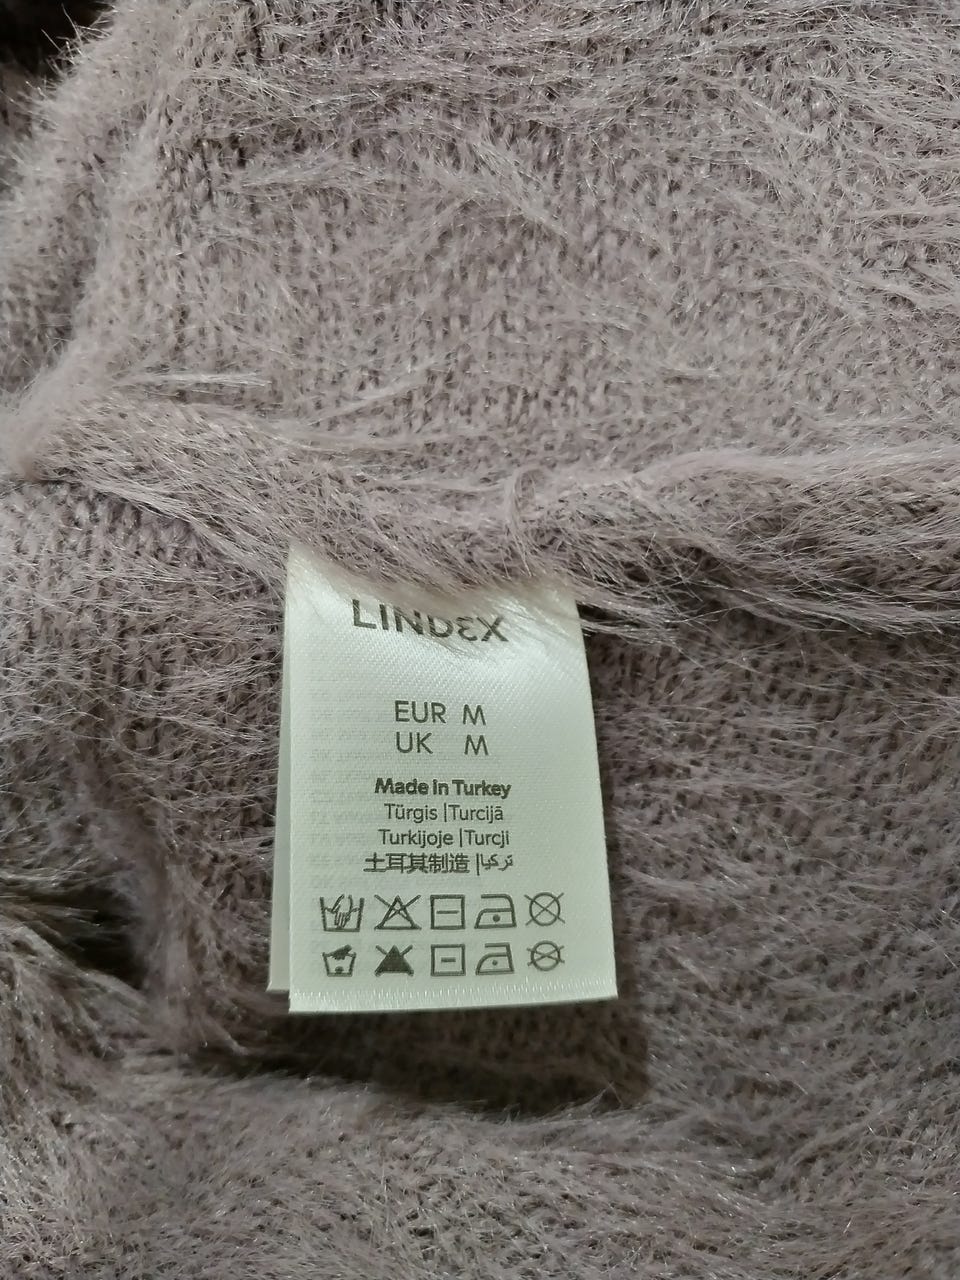 LINDEX
EUR M
UK M
Made in Turkey
Türgis |Turcijā
Turkijoje |Turcji
土耳其制造 |تركيا